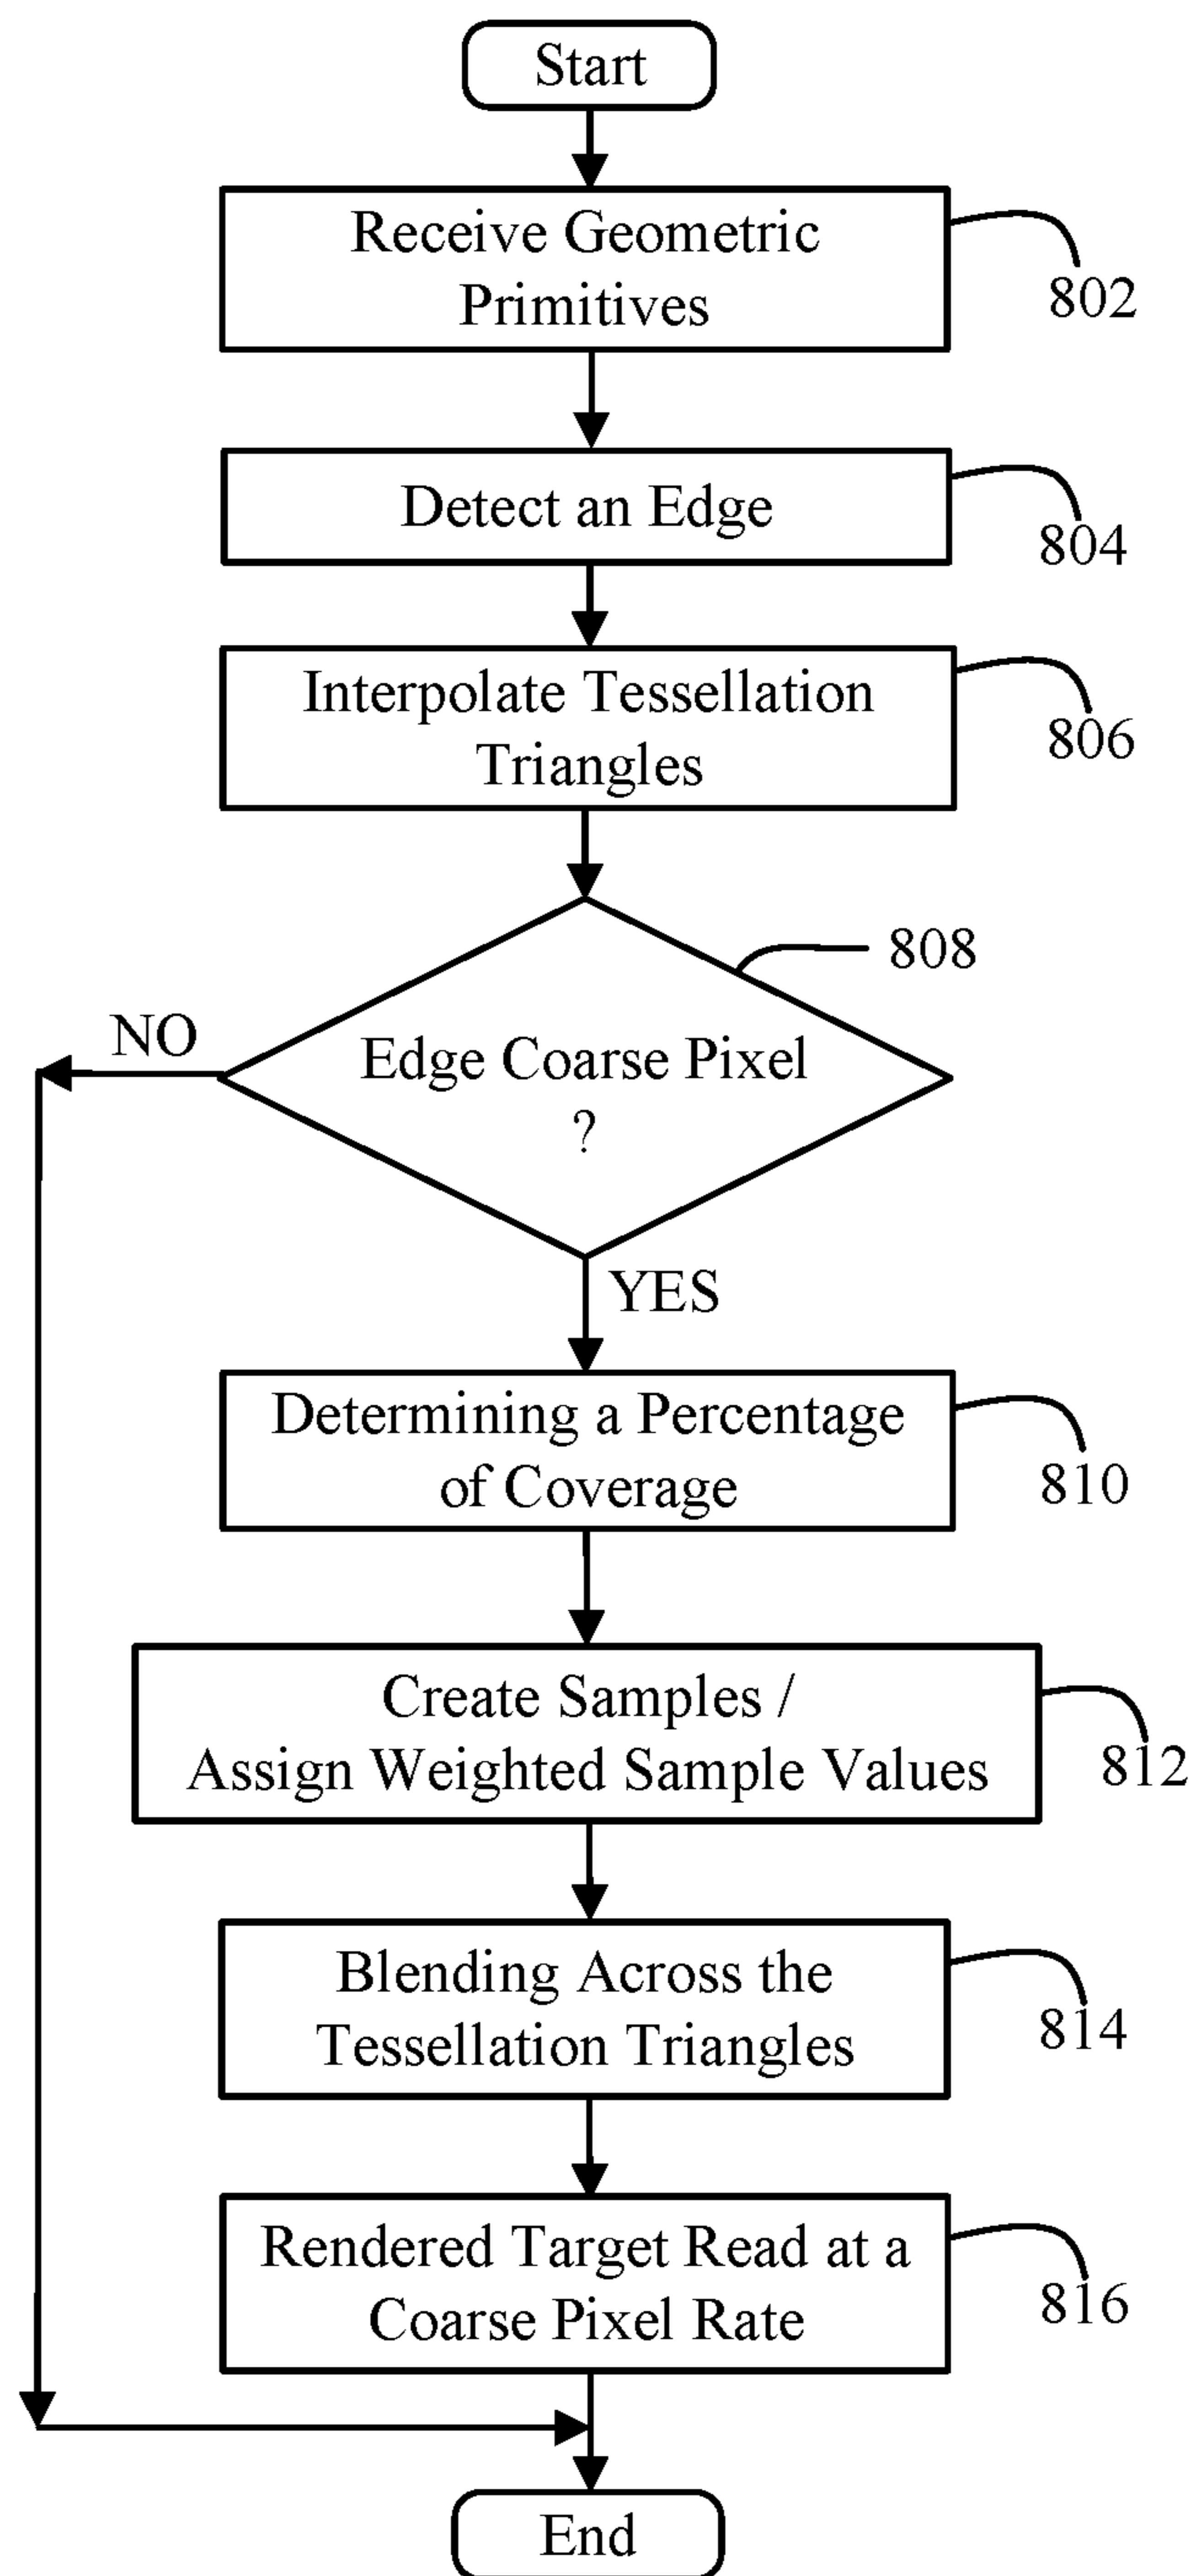 Start
Receive Geometric
Primitives
802
Detect an Edge
804
Interpolate Tessellation
Triangles
806
808
NO
Edge Coarse Pixel
?
YES
Determining a Percentage
of Coverage
810
Create Samples /
Assign Weighted Sample Values
812
Blending Across the
Tessellation Triangles
814
Rendered Target Read at a
Coarse Pixel Rate
816
End